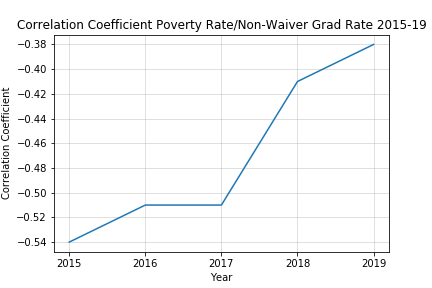 Correlation Coefficient Poverty Rate/Non-Waiver Grad Rate 2015-19
−0.38
−0.40
−0.42
−0.44
−0.46
−0.48
−0.50
−0.52
−0.54
Correlation Coefficient
2015 2016 2017 2018 2019
Year